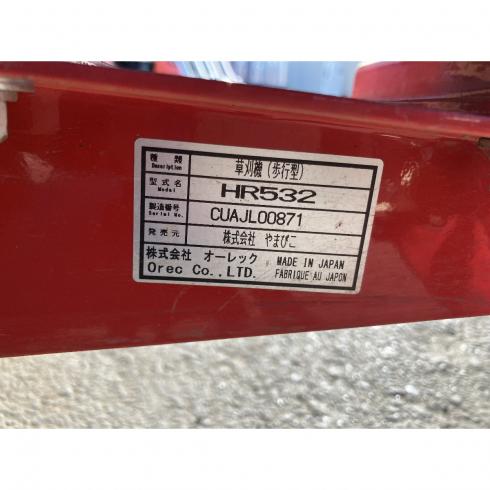 種類 草刈機(歩行型)
Description
型式名 HR532
Model
製造番号 CUAJL00871
Serial No.
発売元 株式会社 やまびこ
株式会社 オーレック MADE IN JAPAN
Orec Co.,LTD. FABRIQUE AU JAPON